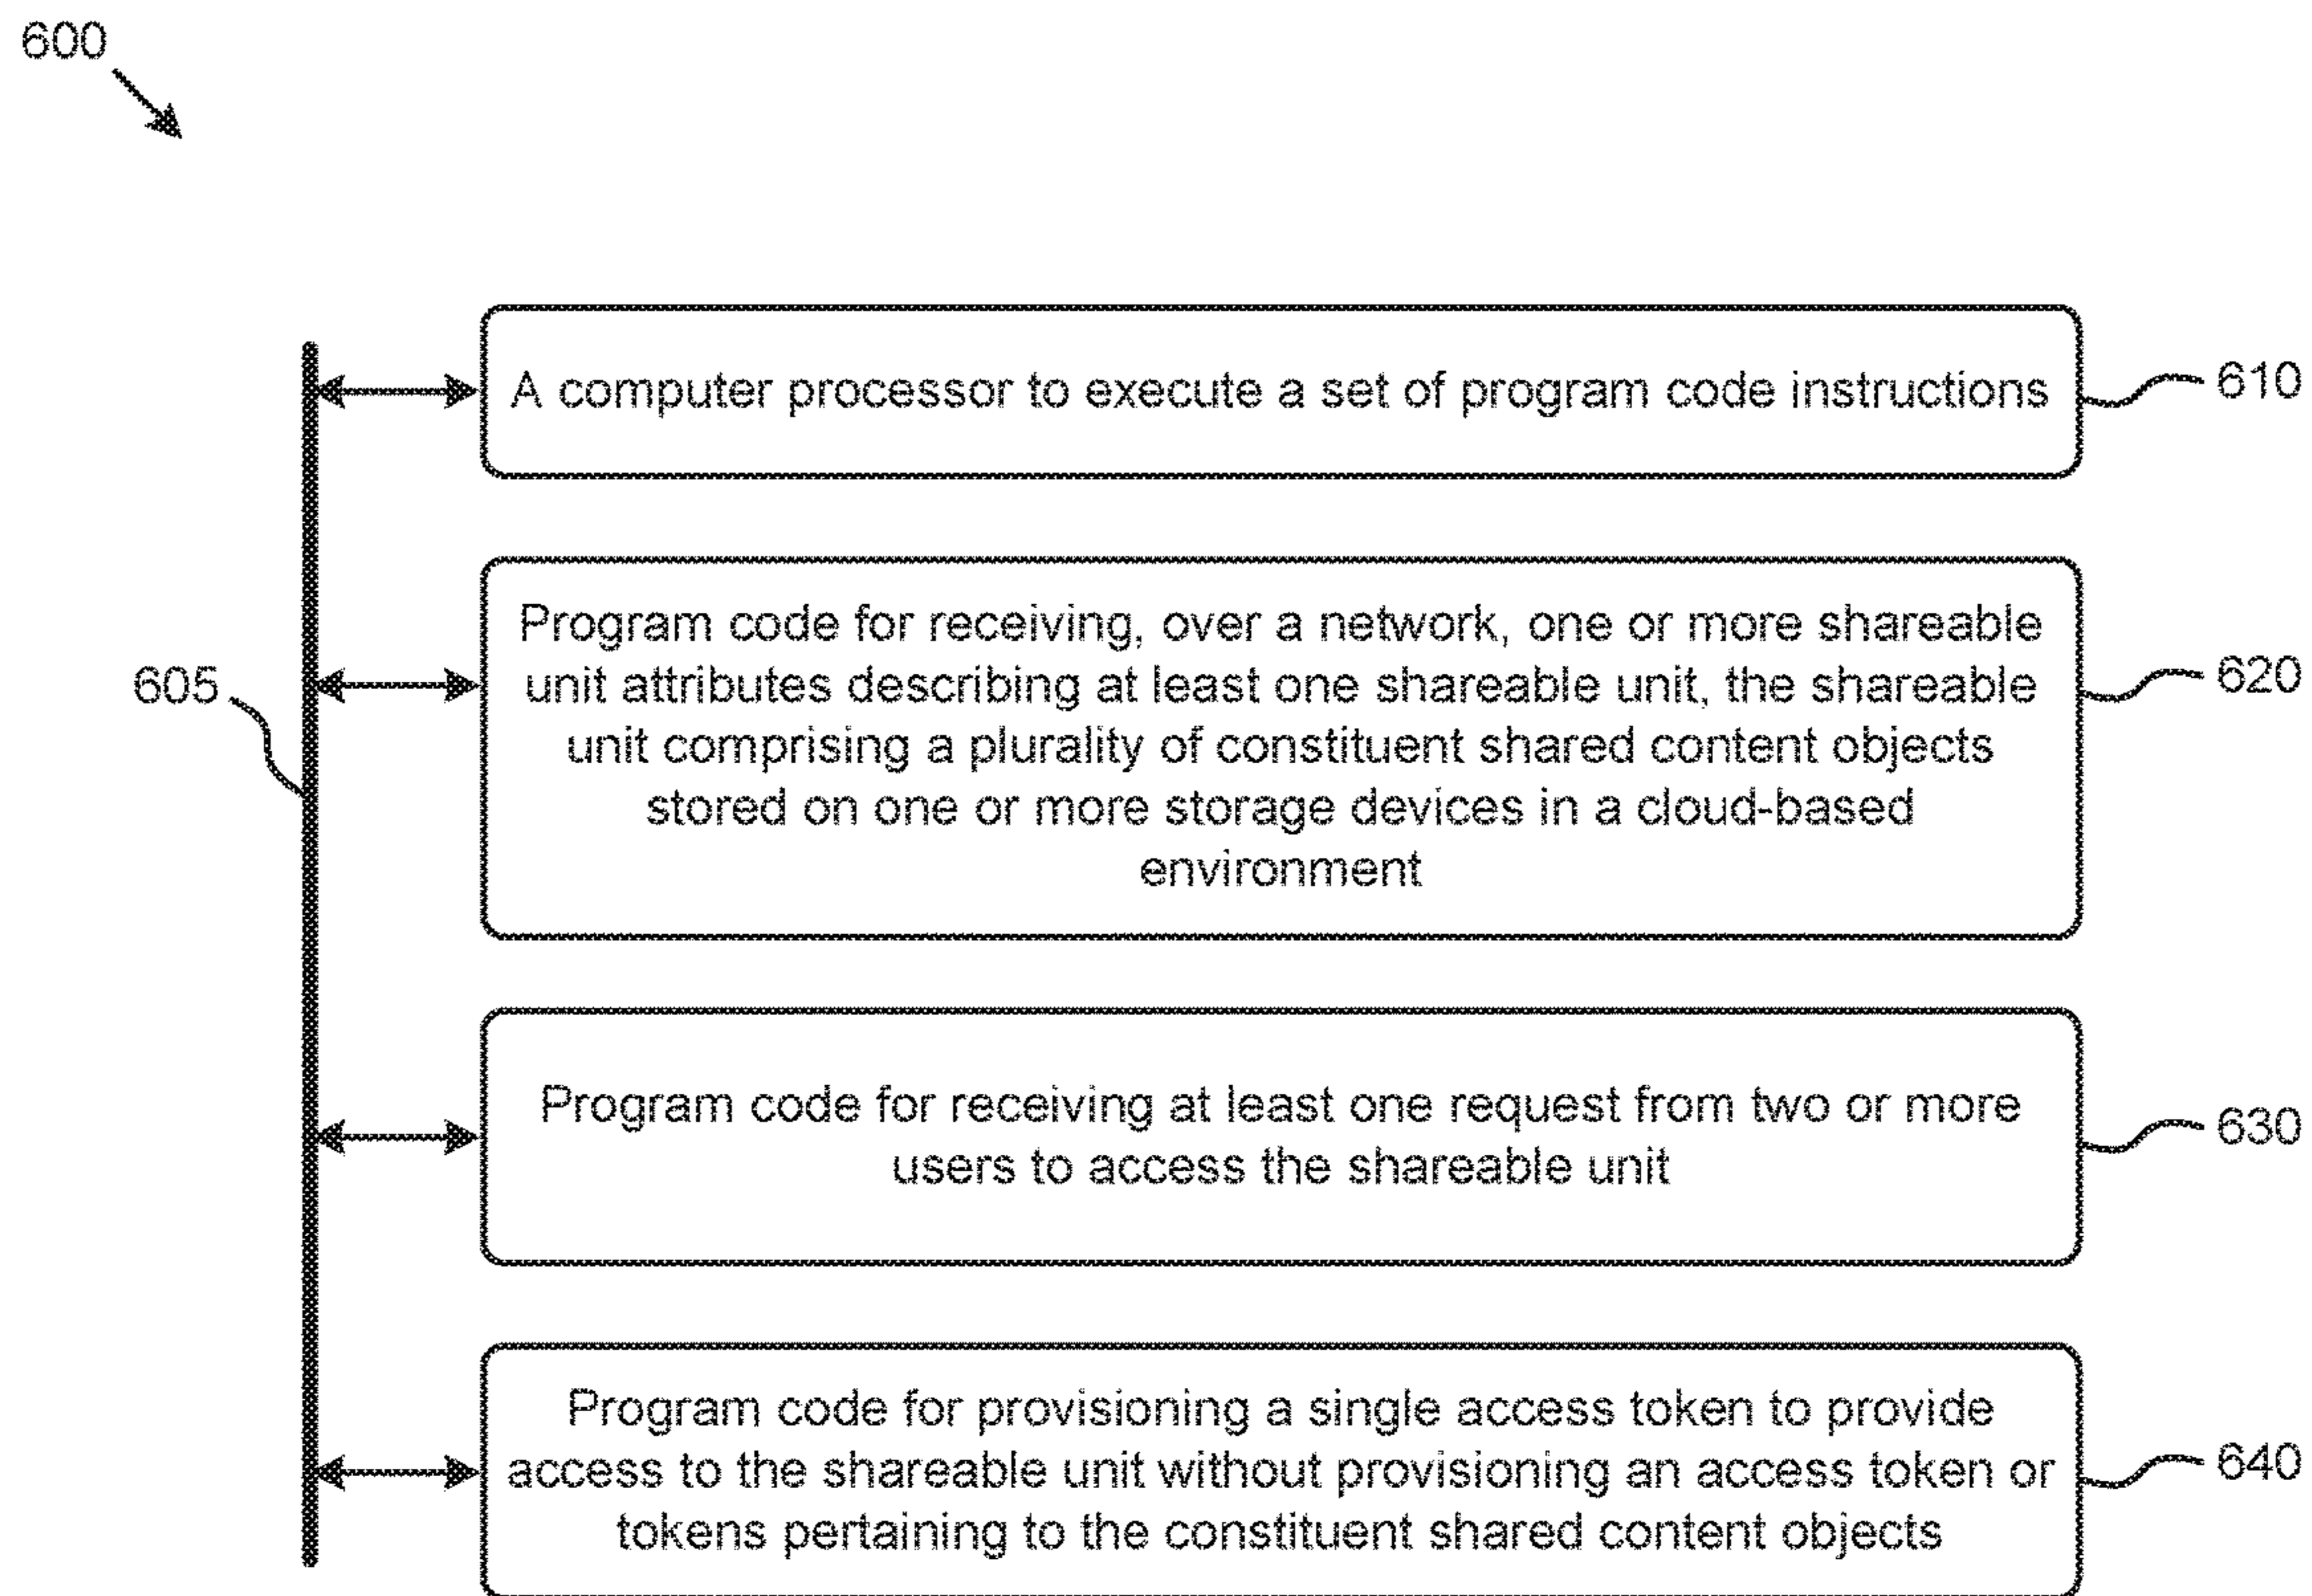 600
A computer processor to execute a set of program code instructions
610
Program code for receiving, over a network, one or more shareable
unit attributes describing at least one shareable unit, the shareable
unit comprising a plurality of constituent shared content objects
stored on one or more storage devices in a cloud-based
environment
620
605
Program code for receiving at least one request from two or more
users to access the shareable unit
630
Program code for provisioning a single access token to provide
access to the shareable unit without provisioning an access token or
tokens pertaining to the constituent shared content objects
640